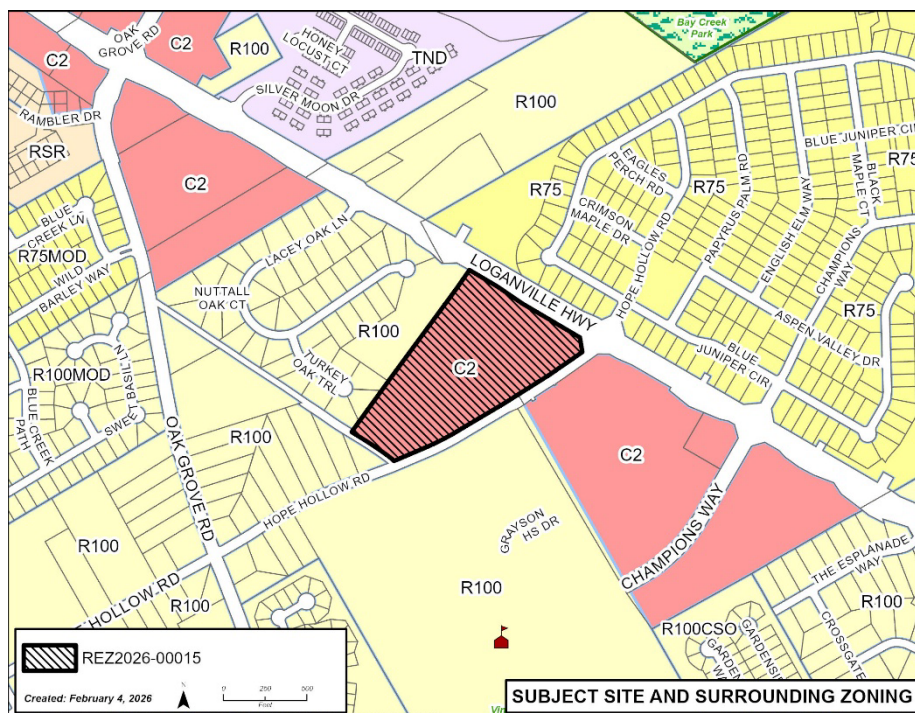 OAK
GROVE RD
C2
C2
R100
HONEY
LOCUST CT
TND
SILVER MOON DR
Bay Creek
Park
RAMBLER DR
RSR
C2
R100
BLUE JUNIPER CIR
BLACK
MAPLE CT
R75
R75
EAGLES
PERCH RD
R75
CRIMSON
MAPLE DR
HOPE HOLLOW RD
PAPYRUS PALM RD
ENGLISH ELM WAY
CHAMPIONS
WAY
R75
ASPEN VALLEY DR
BLUE
JUNIPER CIR
BLUE
CREEK LN
R75MOD
WILD
BARLEY WAY
LACEY OAK LN
NUTTALL
OAK CT
R100
TURKEY
OAK TRL
LOGANVILLE HWY
C2
R100MOD
SWEET BASIL LN
BLUE CREEK
PATH
OAK GROVE RD
R100
HOPE HOLLOW RD
C2
CHAMPIONS WAY
GRAYSON
HS DR
R100
R100
HOLLOW RD
R100
THE ESPLANADE
WAY
R100
R100CSO
CROSSGATE
REZ2026-00015
Created: February 4, 2026
N
0 250 500
Feet
SUBJECT SITE AND SURROUNDING ZONING